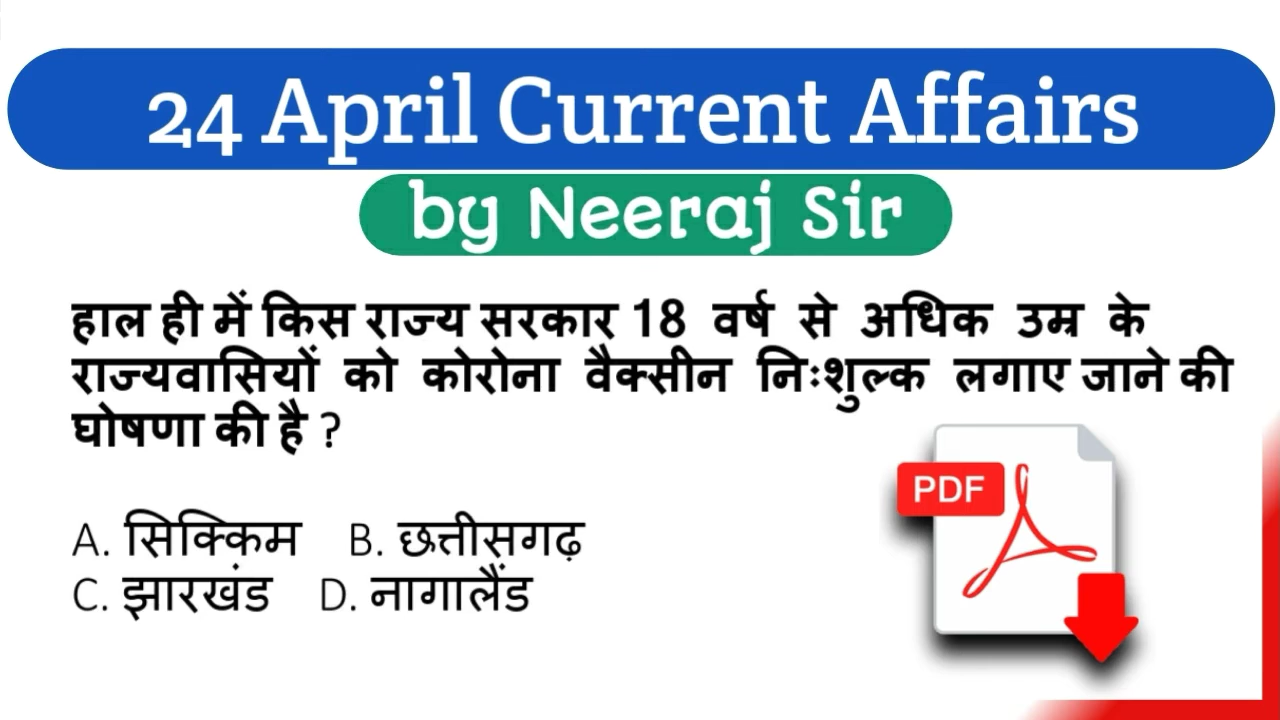 24 April Current Affairs
by Neeraj Sir
हाल ही में किस राज्य सरकार 18 वर्ष से अधिक उम्र के
राज्यवासियों को कोरोना वैक्सीन निःशुल्क लगाए जाने की
घोषणा की है ?
PDF
A. सिक्किम B. छत्तीसगढ़
C. झारखंड D. नागालैंड